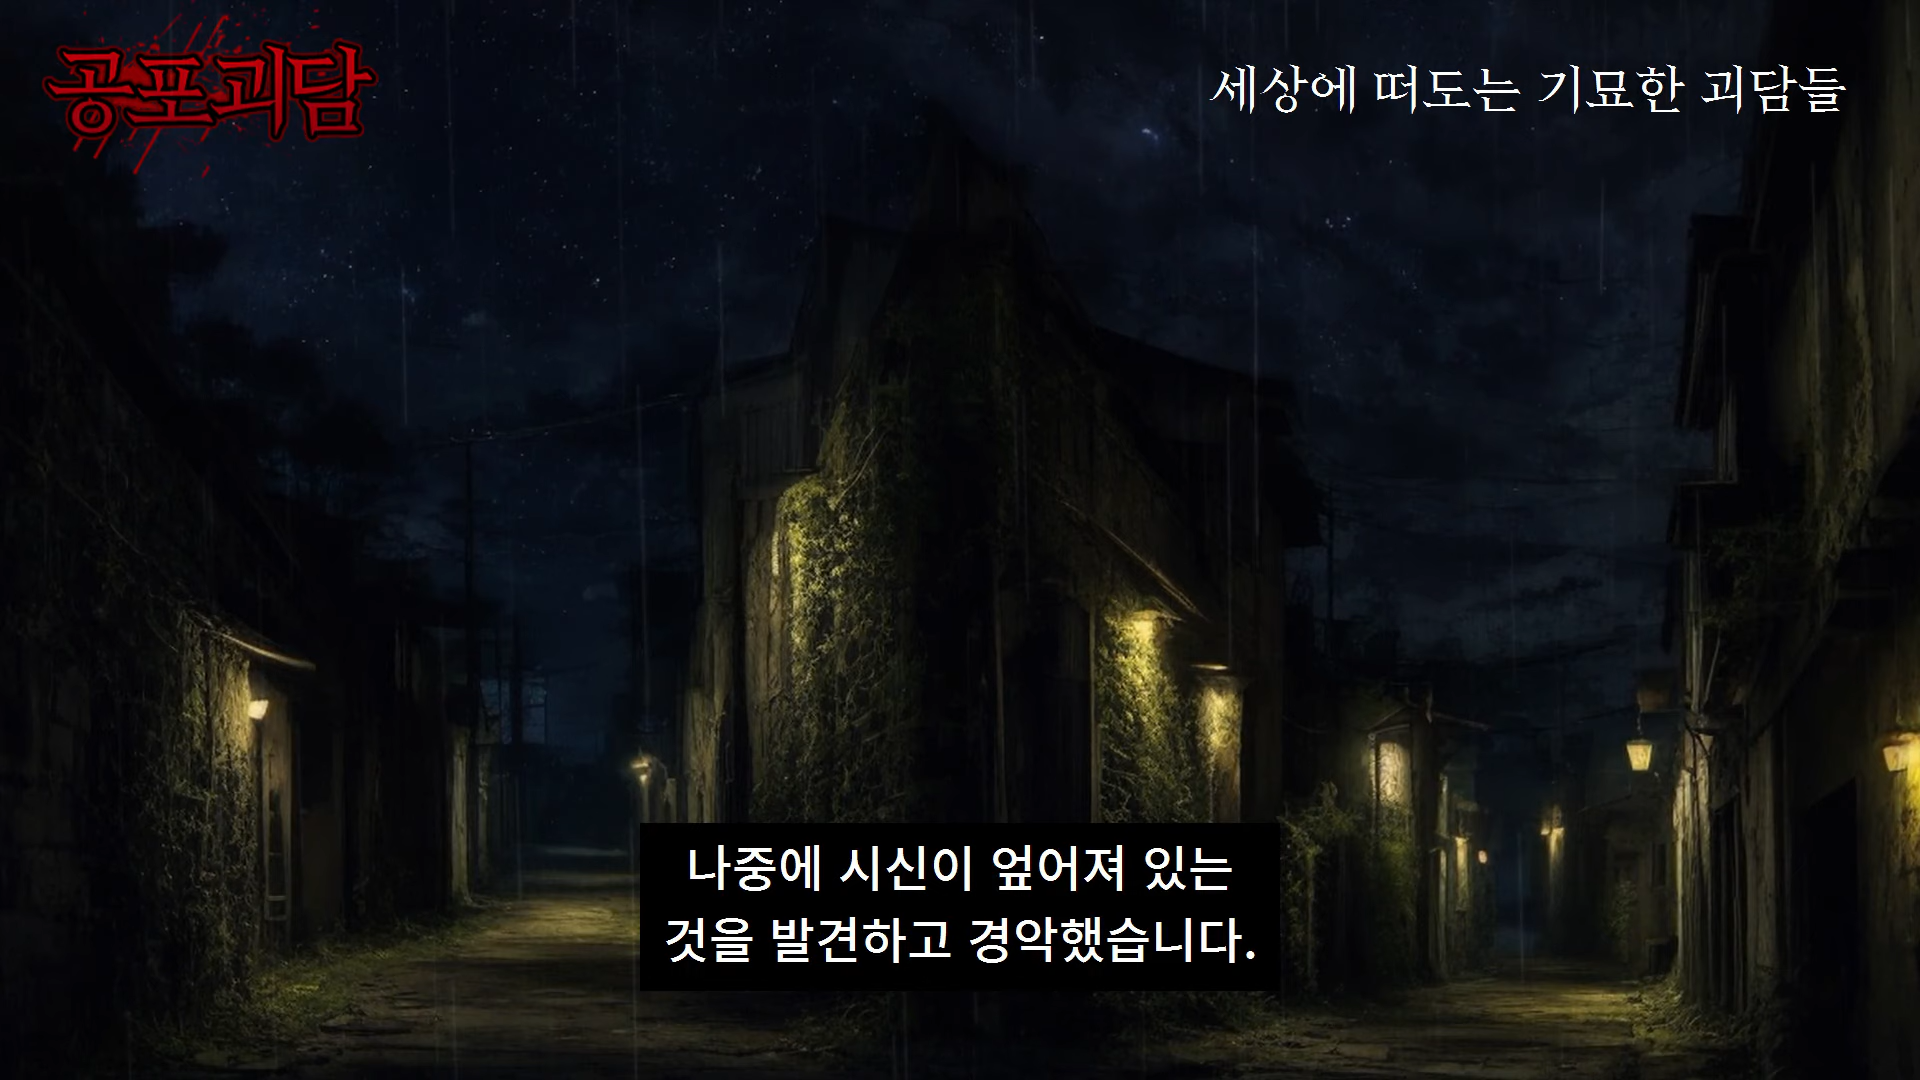 공포괴담
세상에 떠도는 기묘한 괴담들
나중에 시신이 엎어져 있는
것을 발견하고 경악했습니다.